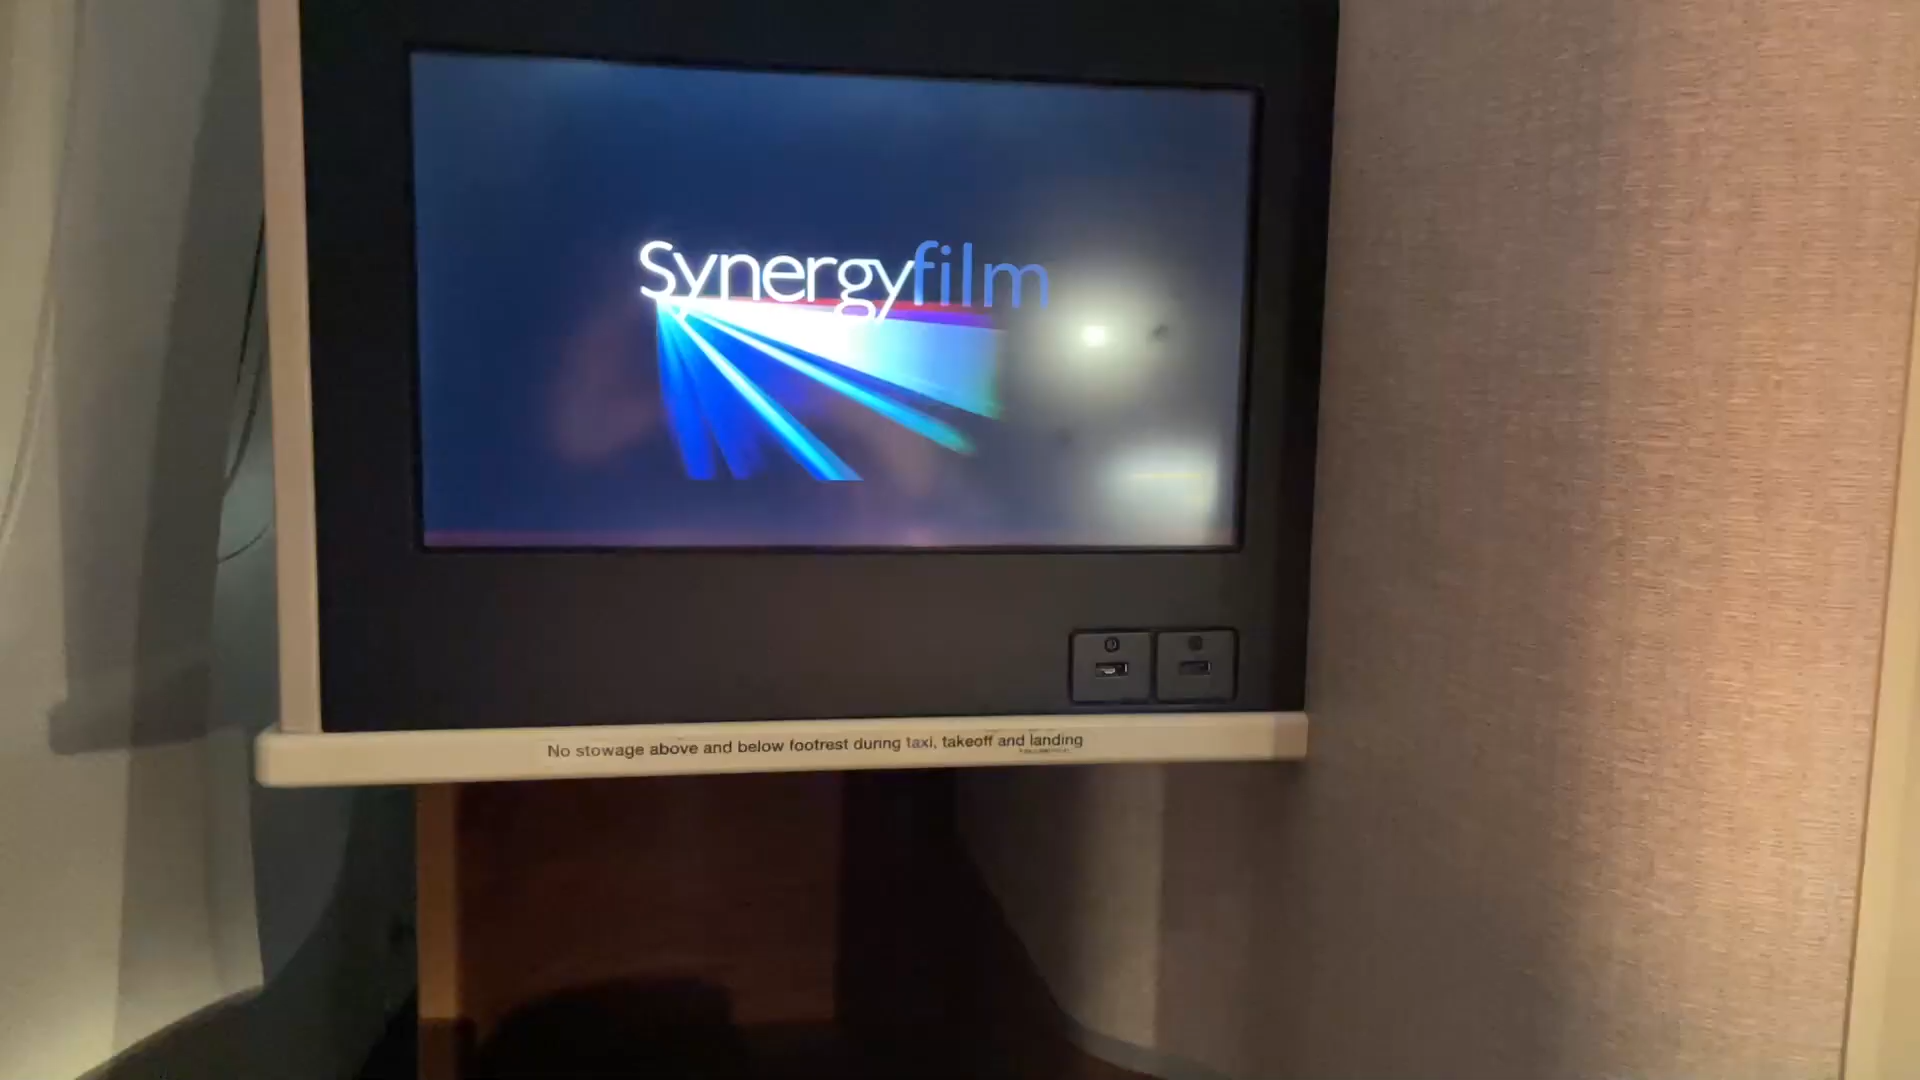 Synergyfilm
No stowage above and below footrest during taxi, takeoff and landing